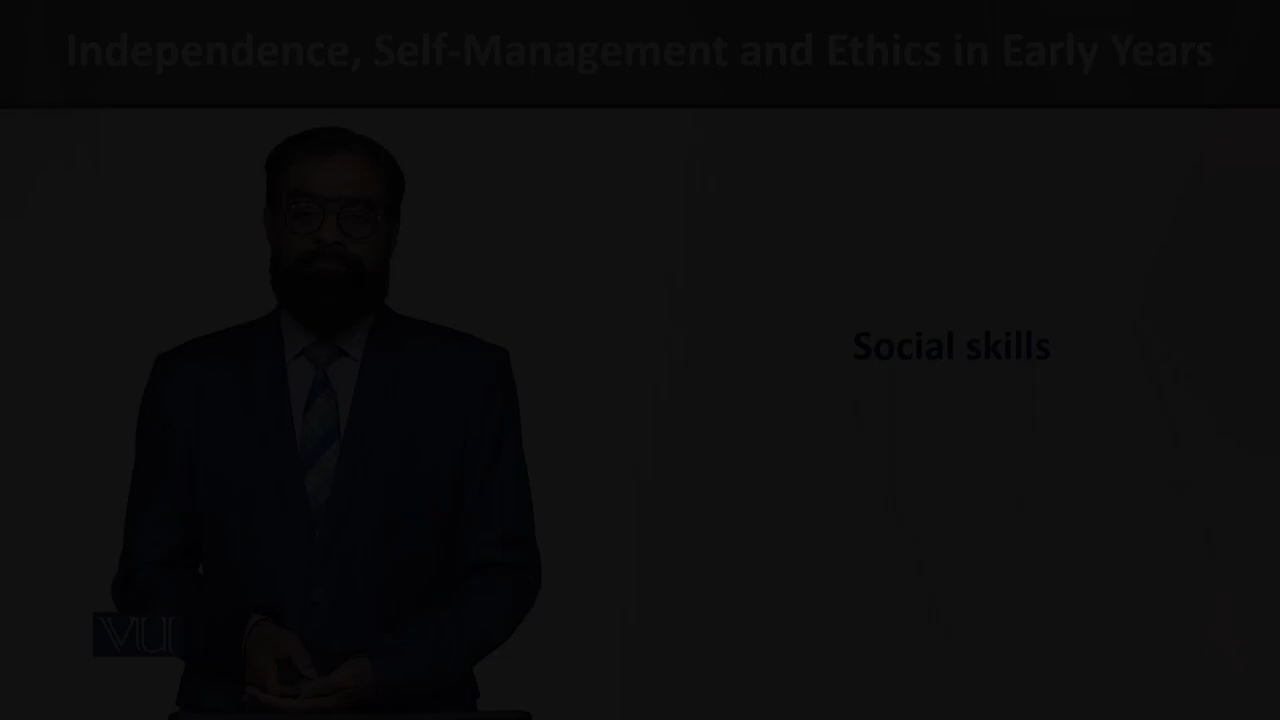 Independence, Self-Management and Ethics in Early Years
Social skills
VU